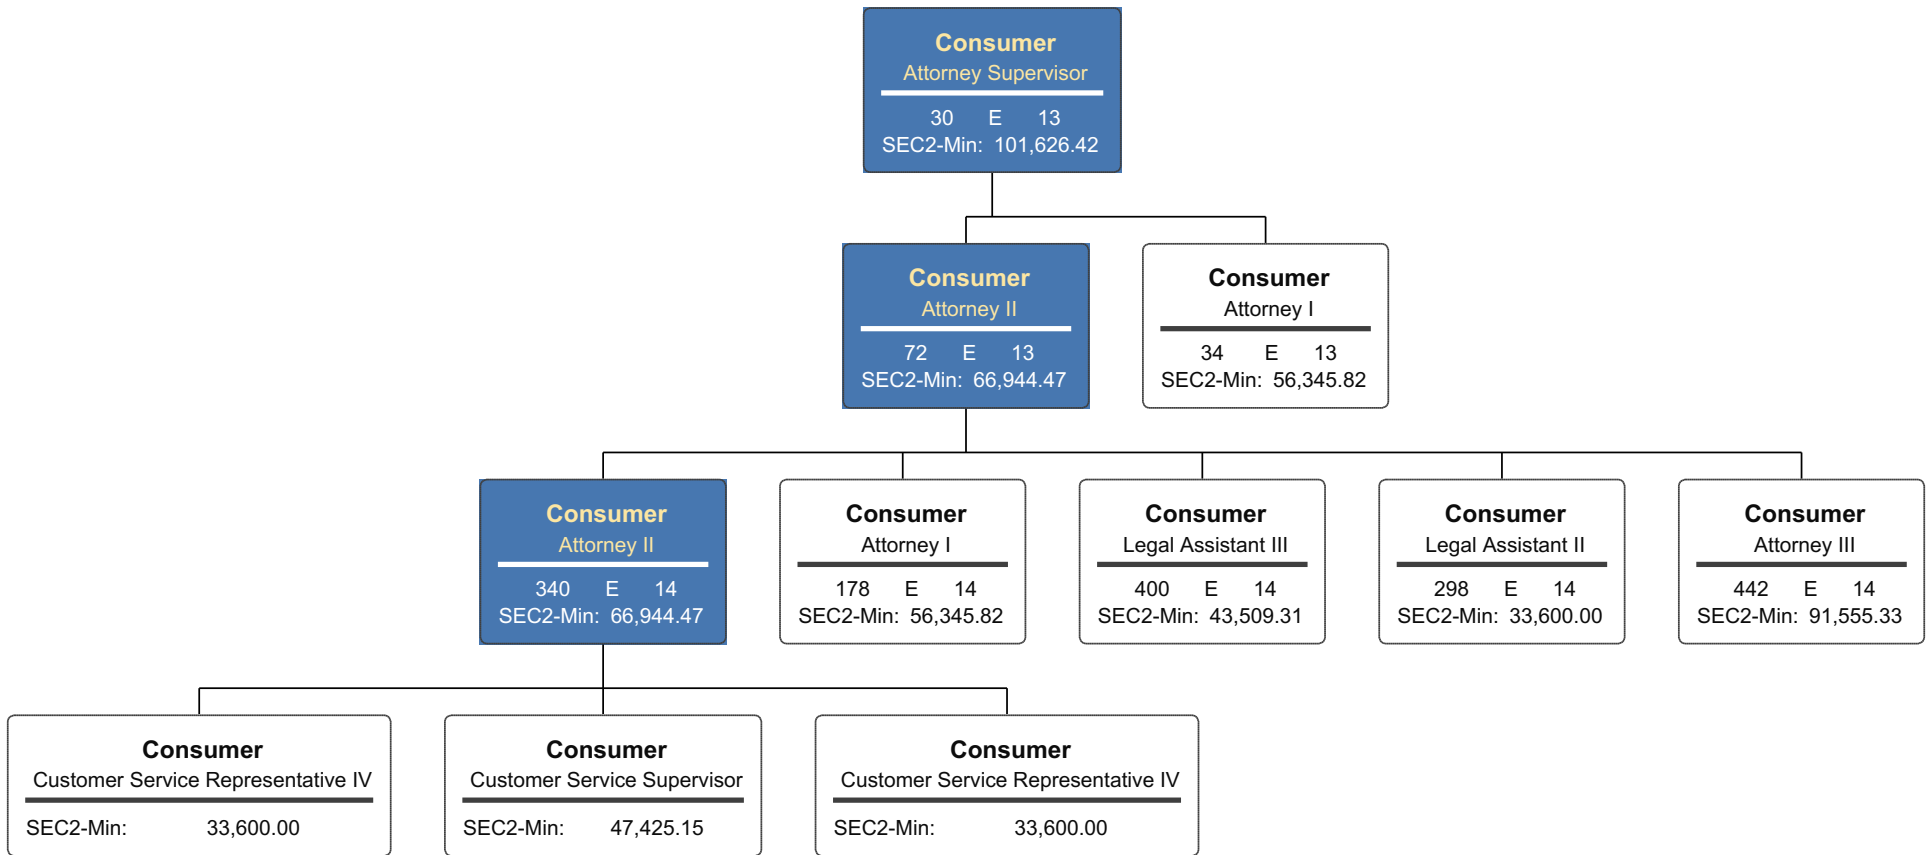 Consumer
Attorney Supervisor
30 E 13
SEC2-Min: 101,626.42
Consumer
Attorney II
72 E 13
SEC2-Min: 66,944.47
Consumer
Attorney I
34 E 13
SEC2-Min: 56,345.82
Consumer
Attorney II
340 E 14
SEC2-Min: 66,944.47
Consumer
Attorney I
178 E 14
SEC2-Min: 56,345.82
Consumer
Legal Assistant III
400 E 14
SEC2-Min: 43,509.31
Consumer
Legal Assistant II
298 E 14
SEC2-Min: 33,600.00
Consumer
Attorney III
442 E 14
SEC2-Min: 91,555.33
Consumer
Customer Service Representative IV
SEC2-Min: 33,600.00
Consumer
Customer Service Supervisor
SEC2-Min: 47,425.15
Consumer
Customer Service Representative IV
SEC2-Min: 33,600.00